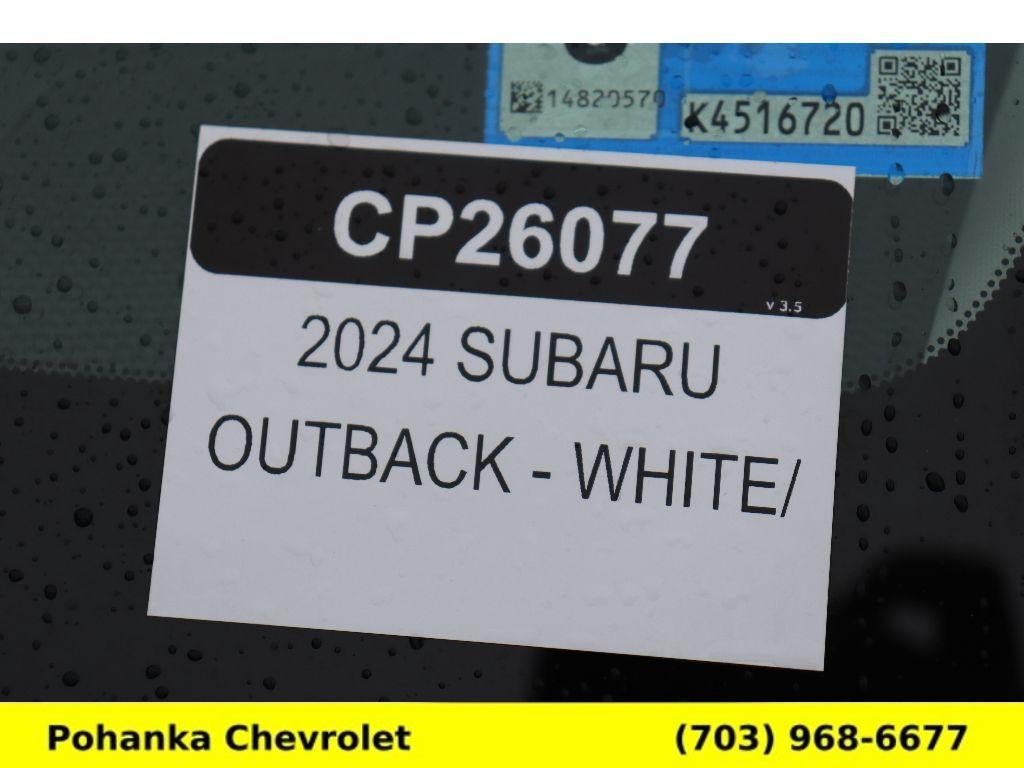 14820570
K4516720
CP26077
v 3.5
2024 SUBARU
OUTBACK - WHITE/
Pohanka Chevrolet (703) 968-6677